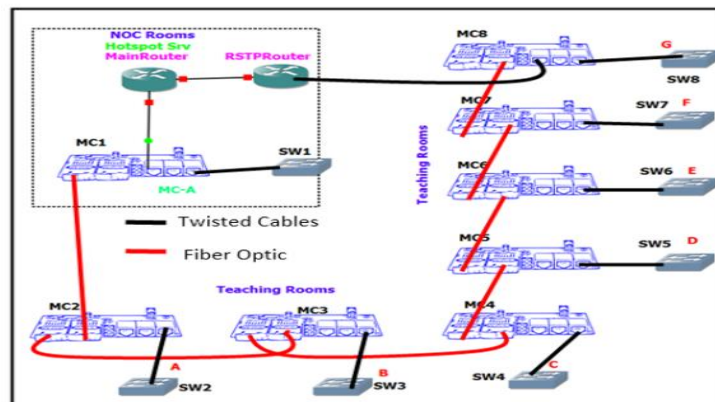 NOC Rooms
Hotspot Srv
MainRouter
RSTPRouter
MC1
SW1
MC-A
Twisted Cables
Fiber Optic
Teaching Rooms
MC2
MC3
MC4
A
SW2
B
SW3
SW4
C
MC8
G
SW8
MC7
SW7
F
Teaching Rooms
MC6
SW6
E
MC5
SW5
D